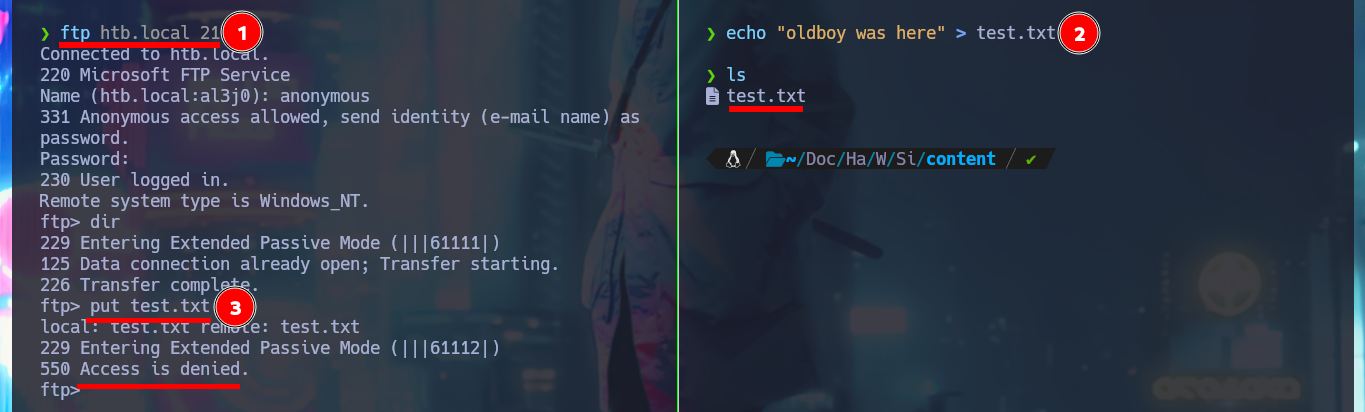 ❯ ftp htb.local 21 1
Connected to htb.local.
220 Microsoft FTP Service
Name (htb.local:al3j0): anonymous
331 Anonymous access allowed, send identity (e-mail name) as
password.
Password:
230 User logged in.
Remote system type is Windows_NT.
ftp> dir
229 Entering Extended Passive Mode (|||61111|)
125 Data connection already open; Transfer starting.
226 Transfer complete.
ftp> put test.txt 3
local: test.txt remote: test.txt
229 Entering Extended Passive Mode (|||61112|)
550 Access is denied.
ftp>
❯ echo "oldboy was here" > test.txt 2
❯ ls
test.txt
~/Doc/Ha/W/Si/content / ✔